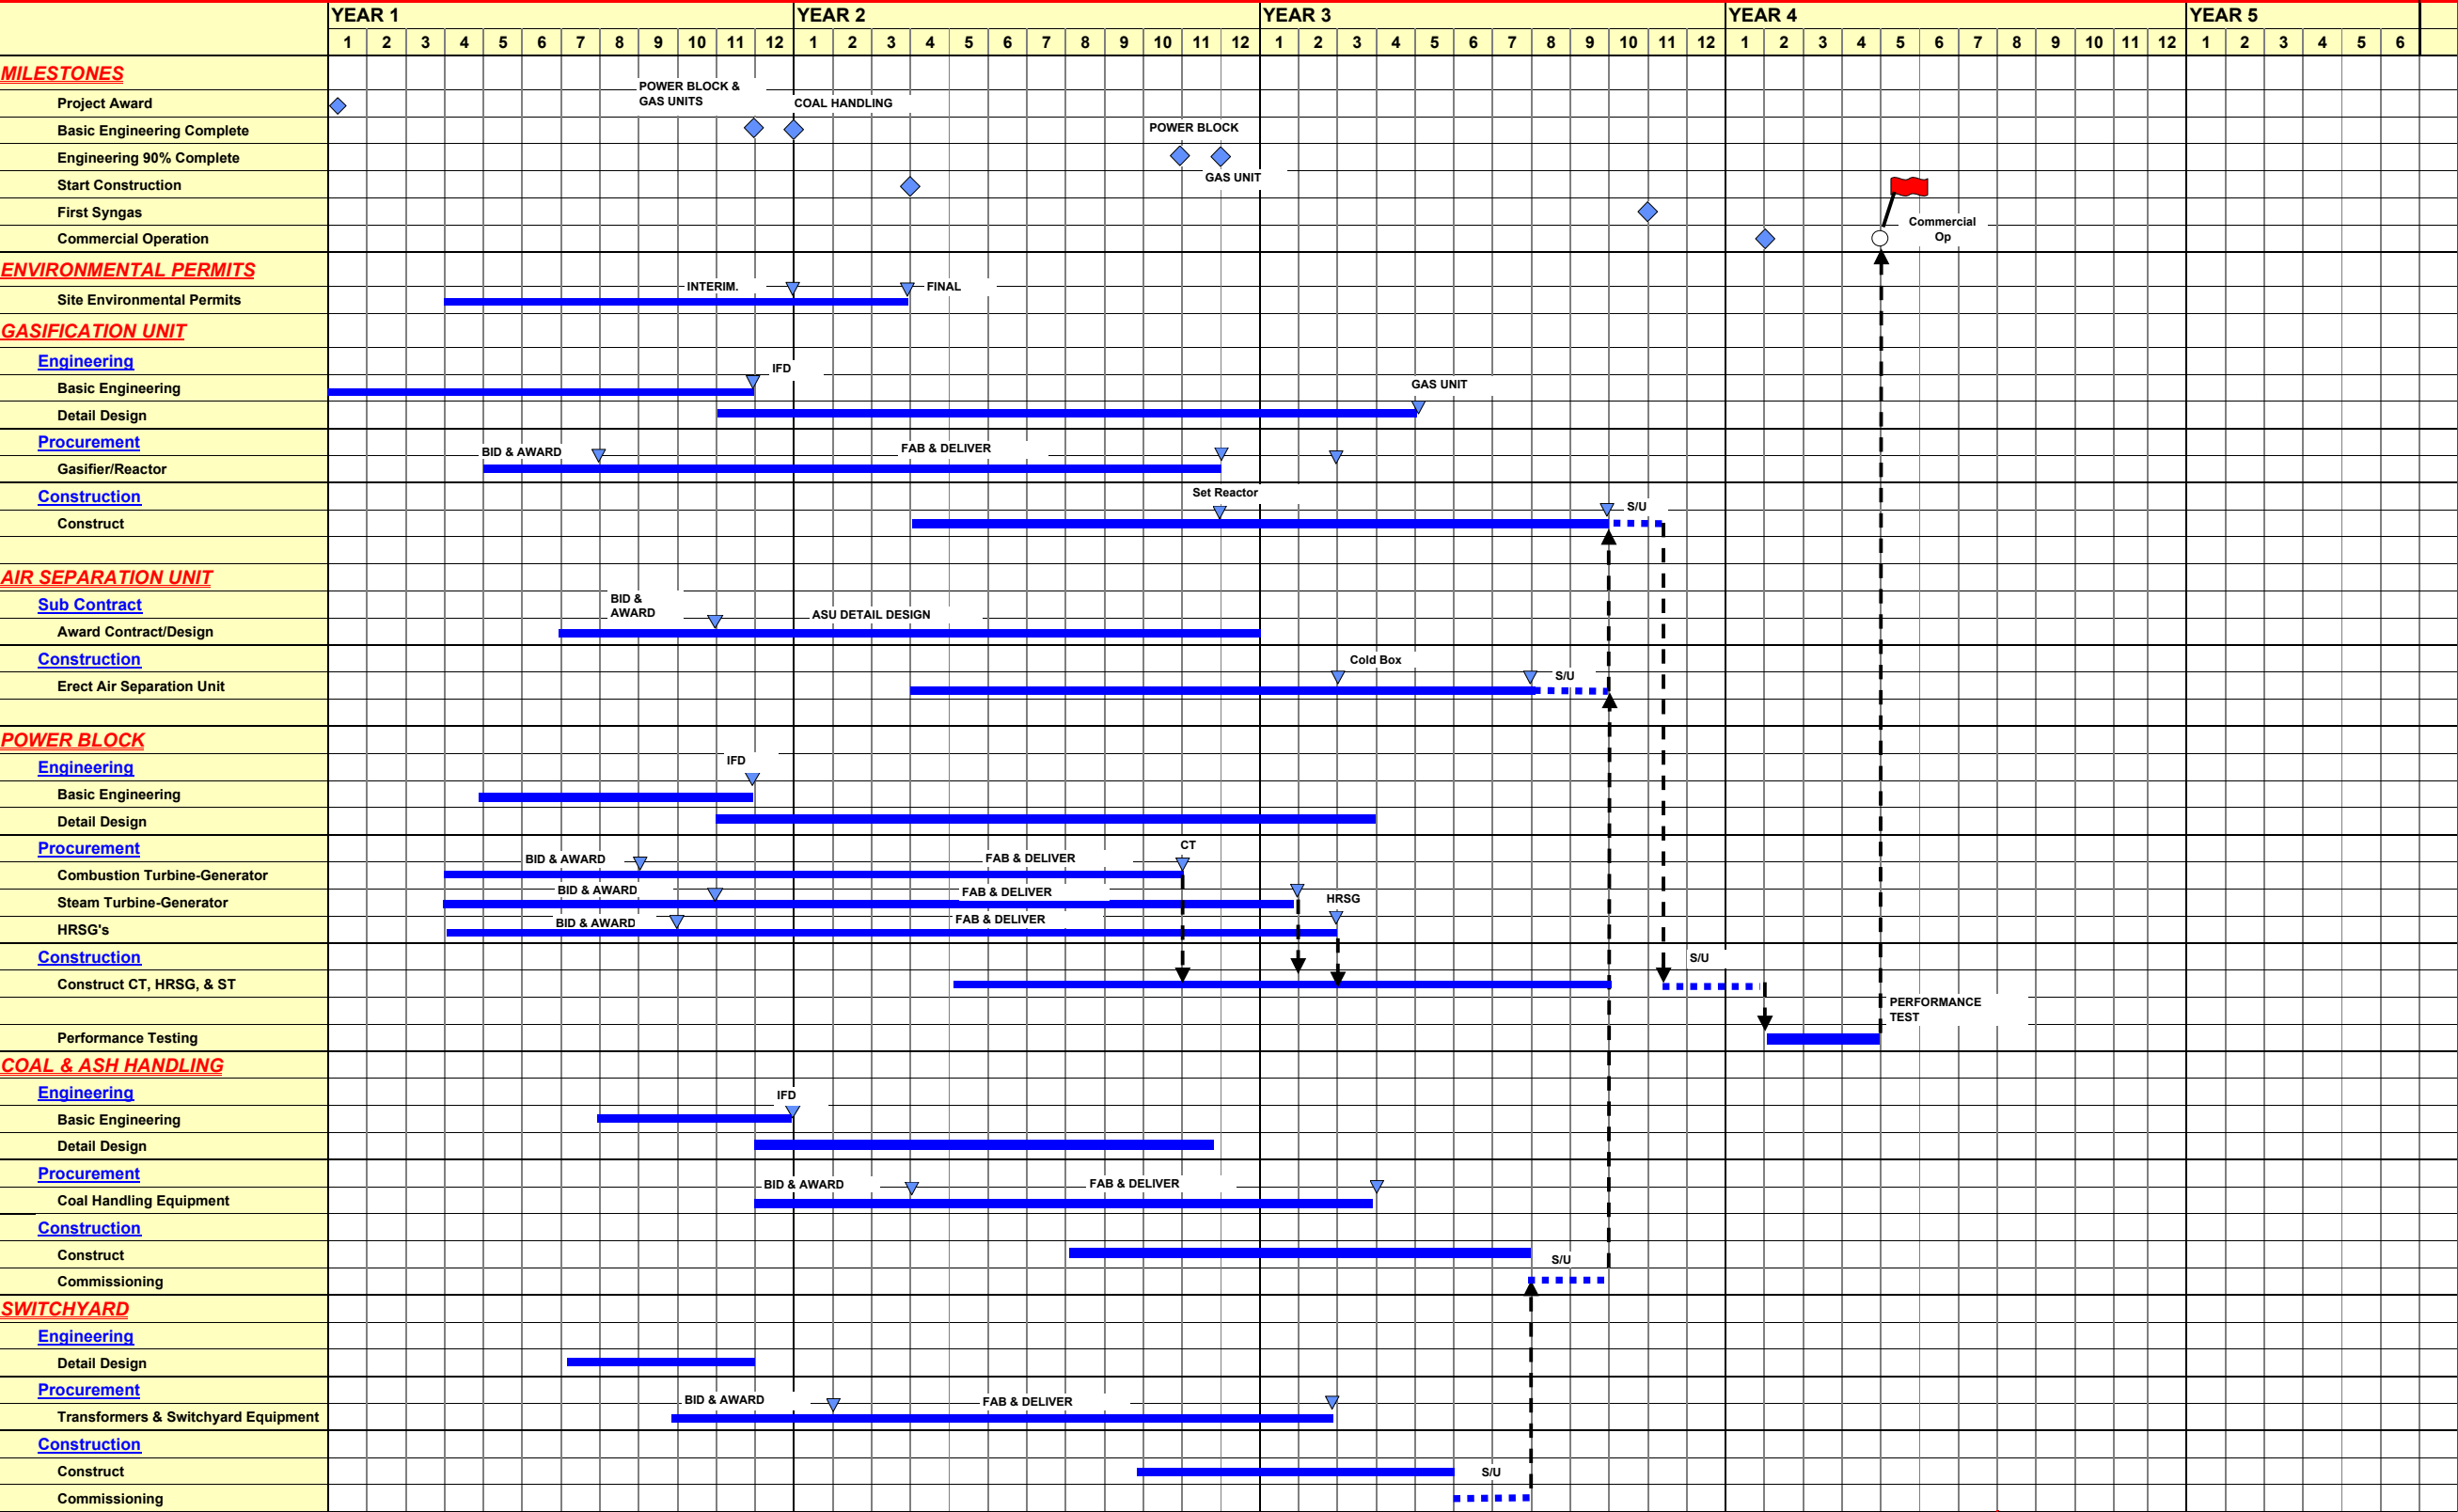 YEAR 1 YEAR 2 YEAR 3 YEAR 4 YEAR 5
1 2 3 4 5 6 7 8 9 10 11 12 1 2 3 4 5 6 7 8 9 10 11 12 1 2 3 4 5 6 7 8 9 10 11 12 1 2 3 4 5 6 7 8 9 10 11 12 1 2 3 4 5 6
MILESTONES
POWER BLOCK &
GAS UNITS
Project Award
COAL HANDLING
Basic Engineering Complete
POWER BLOCK
Engineering 90% Complete
GAS UNIT
Start Construction
First Syngas
Commercial
Op
Commercial Operation
ENVIRONMENTAL PERMITS
INTERIM. FINAL
Site Environmental Permits
GASIFICATION UNIT
Engineering
IFD
Basic Engineering
GAS UNIT
Detail Design
Procurement
BID & AWARD FAB & DELIVER
Gasifier/Reactor
Construction
Set Reactor
S/U
Construct
AIR SEPARATION UNIT
Sub Contract
BID &
AWARD
ASU DETAIL DESIGN
Award Contract/Design
Construction
Cold Box
S/U
Erect Air Separation Unit
POWER BLOCK
Engineering
IFD
Basic Engineering
Detail Design
Procurement
CT
BID & AWARD FAB & DELIVER
Combustion Turbine-Generator
BID & AWARD FAB & DELIVER
Steam Turbine-Generator
HRSG
BID & AWARD FAB & DELIVER
HRSG's
Construction
S/U
Construct CT, HRSG, & ST
PERFORMANCE
TEST
Performance Testing
COAL & ASH HANDLING
Engineering
IFD
Basic Engineering
Detail Design
Procurement
BID & AWARD FAB & DELIVER
Coal Handling Equipment
Construction
Construct
S/U
Commissioning
SWITCHYARD
Engineering
Detail Design
Procurement
BID & AWARD FAB & DELIVER
Transformers & Switchyard Equipment
Construction
Construct
S/U
Commissioning